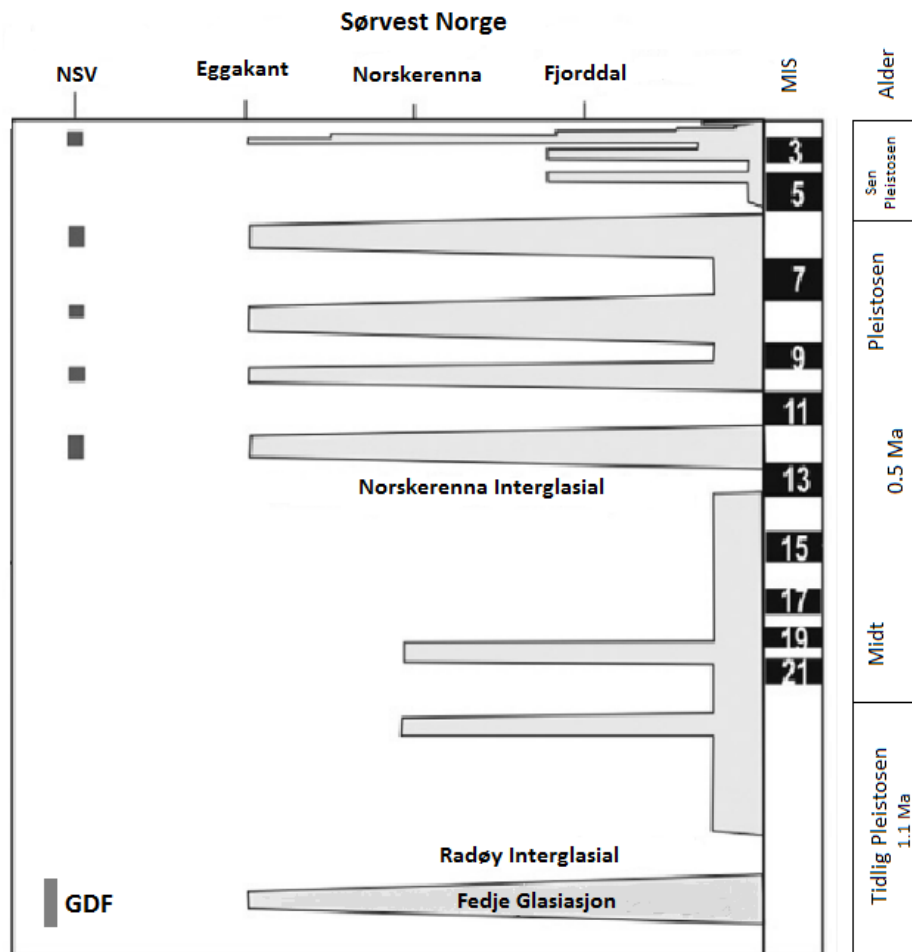 Sørvest Norge
NSV
Eggakant
Norskerenna
Fjorddal
MIS
Alder
3
5
7
9
11
13
15
17
19
21
Sen
Pleistosen
Pleistosen
0.5 Ma
Midt
Tidlig Pleistosen
1.1 Ma
Norskerenna Interglasial
Radøy Interglasial
Fedje Glasiasjon
GDF